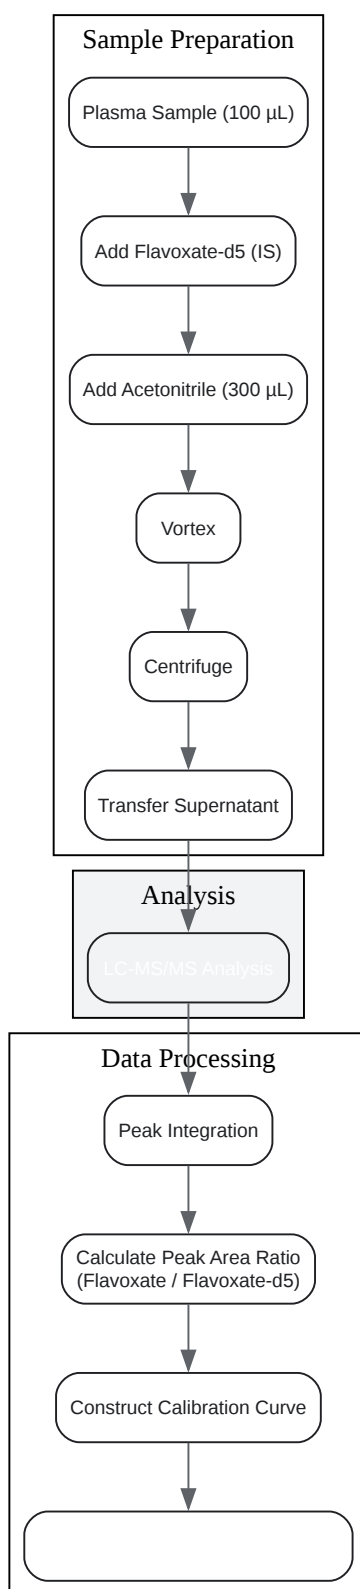 Sample Preparation
Plasma Sample (100 µL)
Add Flavoxate-d5 (IS)
Add Acetonitrile (300 µL)
Vortex
Centrifuge
Transfer Supernatant
Analysis
LC-MS/MS Analysis
Data Processing
Peak Integration
Calculate Peak Area Ratio
(Flavoxate / Flavoxate-d5)
Construct Calibration Curve